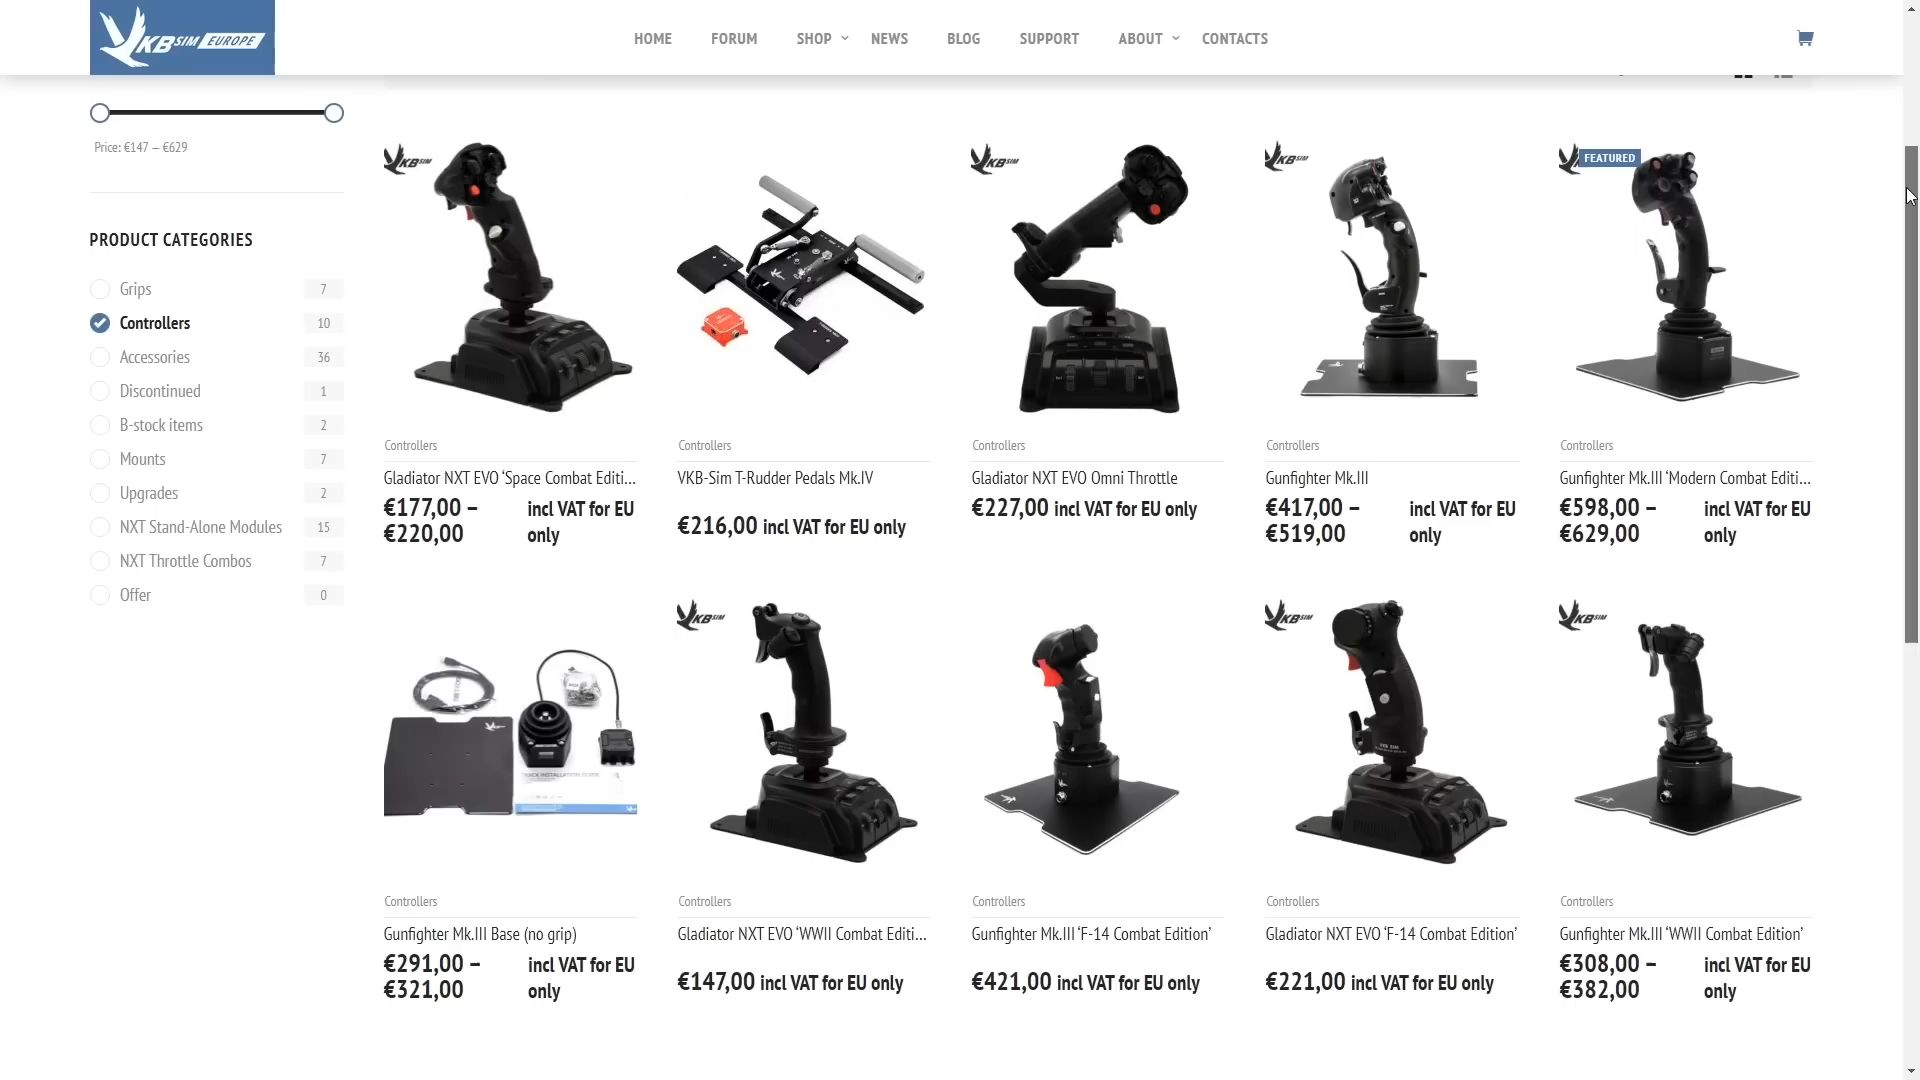 VKBSIM EUROPE
HOME FORUM SHOP NEWS BLOG SUPPORT ABOUT CONTACTS
Price: €147 — €629
PRODUCT CATEGORIES
Grips 7
Controllers 10
Accessories 36
Discontinued 1
B-stock items 2
Mounts 7
Upgrades 2
NXT Stand-Alone Modules 15
NXT Throttle Combos 7
Offer 0
VKBSIM
VKBSIM
VKBSIM
FEATURED
Controllers
Gladiator NXT EVO ‘Space Combat Editi...
€177,00 –
€220,00
incl VAT for EU
only
Controllers
VKB-Sim T-Rudder Pedals Mk.IV
€216,00 incl VAT for EU only
Controllers
Gladiator NXT EVO Omni Throttle
€227,00 incl VAT for EU only
Controllers
Gunfighter Mk.III
€417,00 –
€519,00
incl VAT for EU
only
Controllers
Gunfighter Mk.III ‘Modern Combat Editi...
€598,00 –
€629,00
incl VAT for EU
only
VKBSIM
VKBSIM
VKBSIM
Controllers
Gunfighter Mk.III Base (no grip)
€291,00 –
€321,00
incl VAT for EU
only
Controllers
Gladiator NXT EVO ‘WWII Combat Editi...
€147,00 incl VAT for EU only
Controllers
Gunfighter Mk.III ‘F-14 Combat Edition’
€421,00 incl VAT for EU only
Controllers
Gladiator NXT EVO ‘F-14 Combat Edition’
€221,00 incl VAT for EU only
Controllers
Gunfighter Mk.III ‘WWII Combat Edition’
€308,00 –
€382,00
incl VAT for EU
only